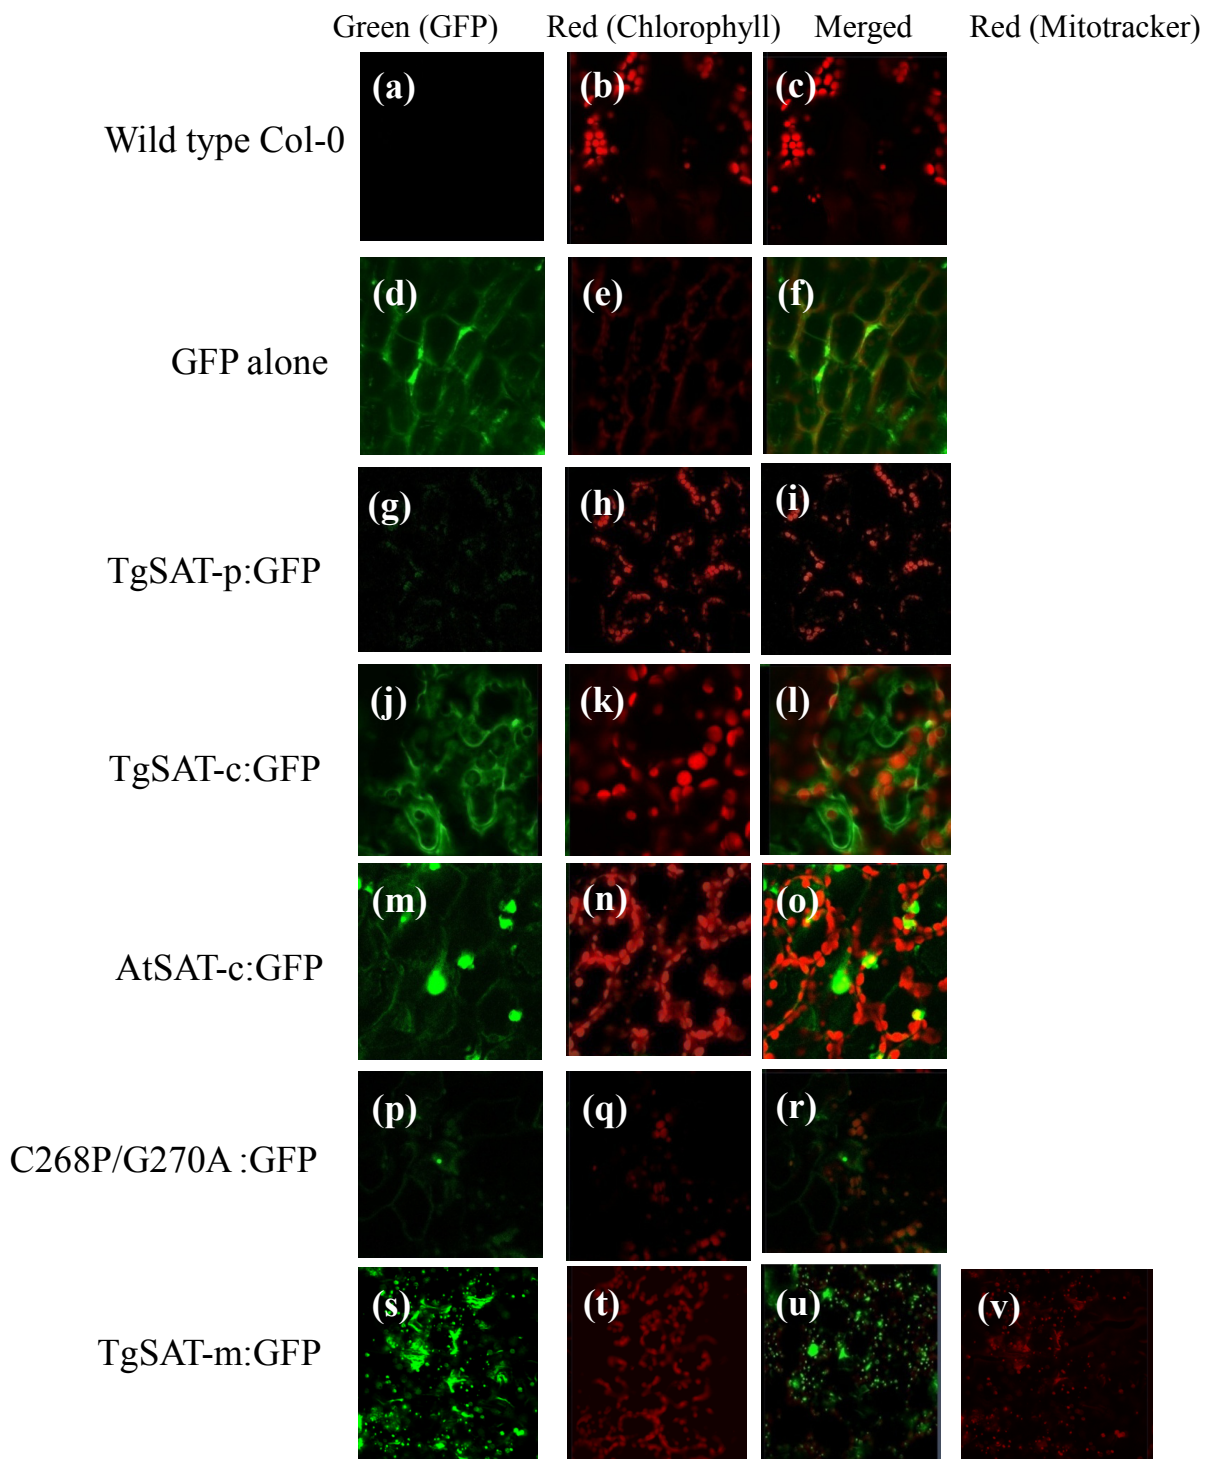 Green (GFP) Red (Chlorophyll) Merged Red (Mitotracker)
Wild type Col-0 (a) (b) (c)
GFP alone (d) (e) (f)
TgSAT-p:GFP (g) (h) (i)
TgSAT-c:GFP (j) (k) (l)
AtSAT-c:GFP (m) (n) (o)
C268P/G270A :GFP (p) (q) (r)
TgSAT-m:GFP (s) (t) (u) (v)